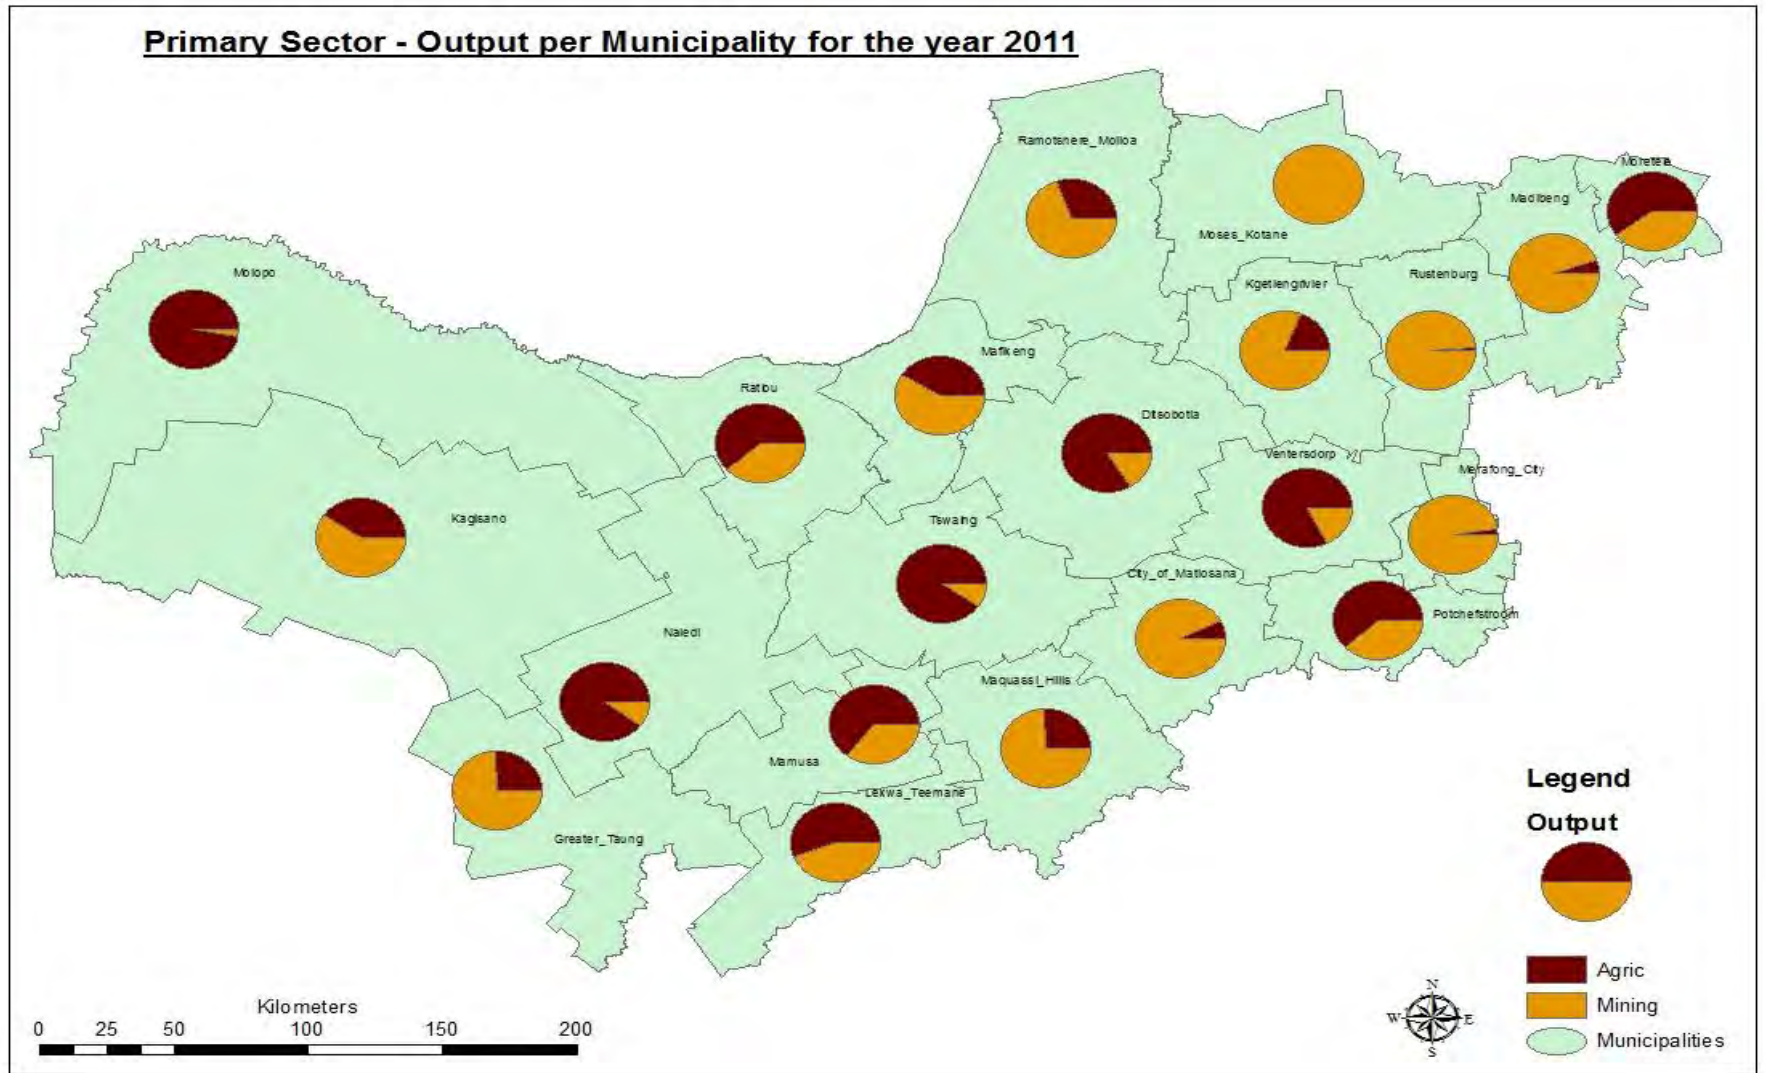 Primary Sector - Output per Municipality for the year 2011
Ramotshere_Moiloa
Moretele
Madibeng
Moses_Kotane
Molopo
Rustenburg
Kgetlengrivier
Mafikeng
Ratlou
Ditsobotla
Ventersdorp
Merafong_City
Kagisano
Tswaing
City_of_Matlosana
Potchefstroom
Naledi
Maquassi_Hills
Mamusa
Lekwa_Teemane
Greater_Taung
Legend
Output
Agric
Mining
Municipalities
Kilometers
0 25 50 100 150 200
N
W E
S